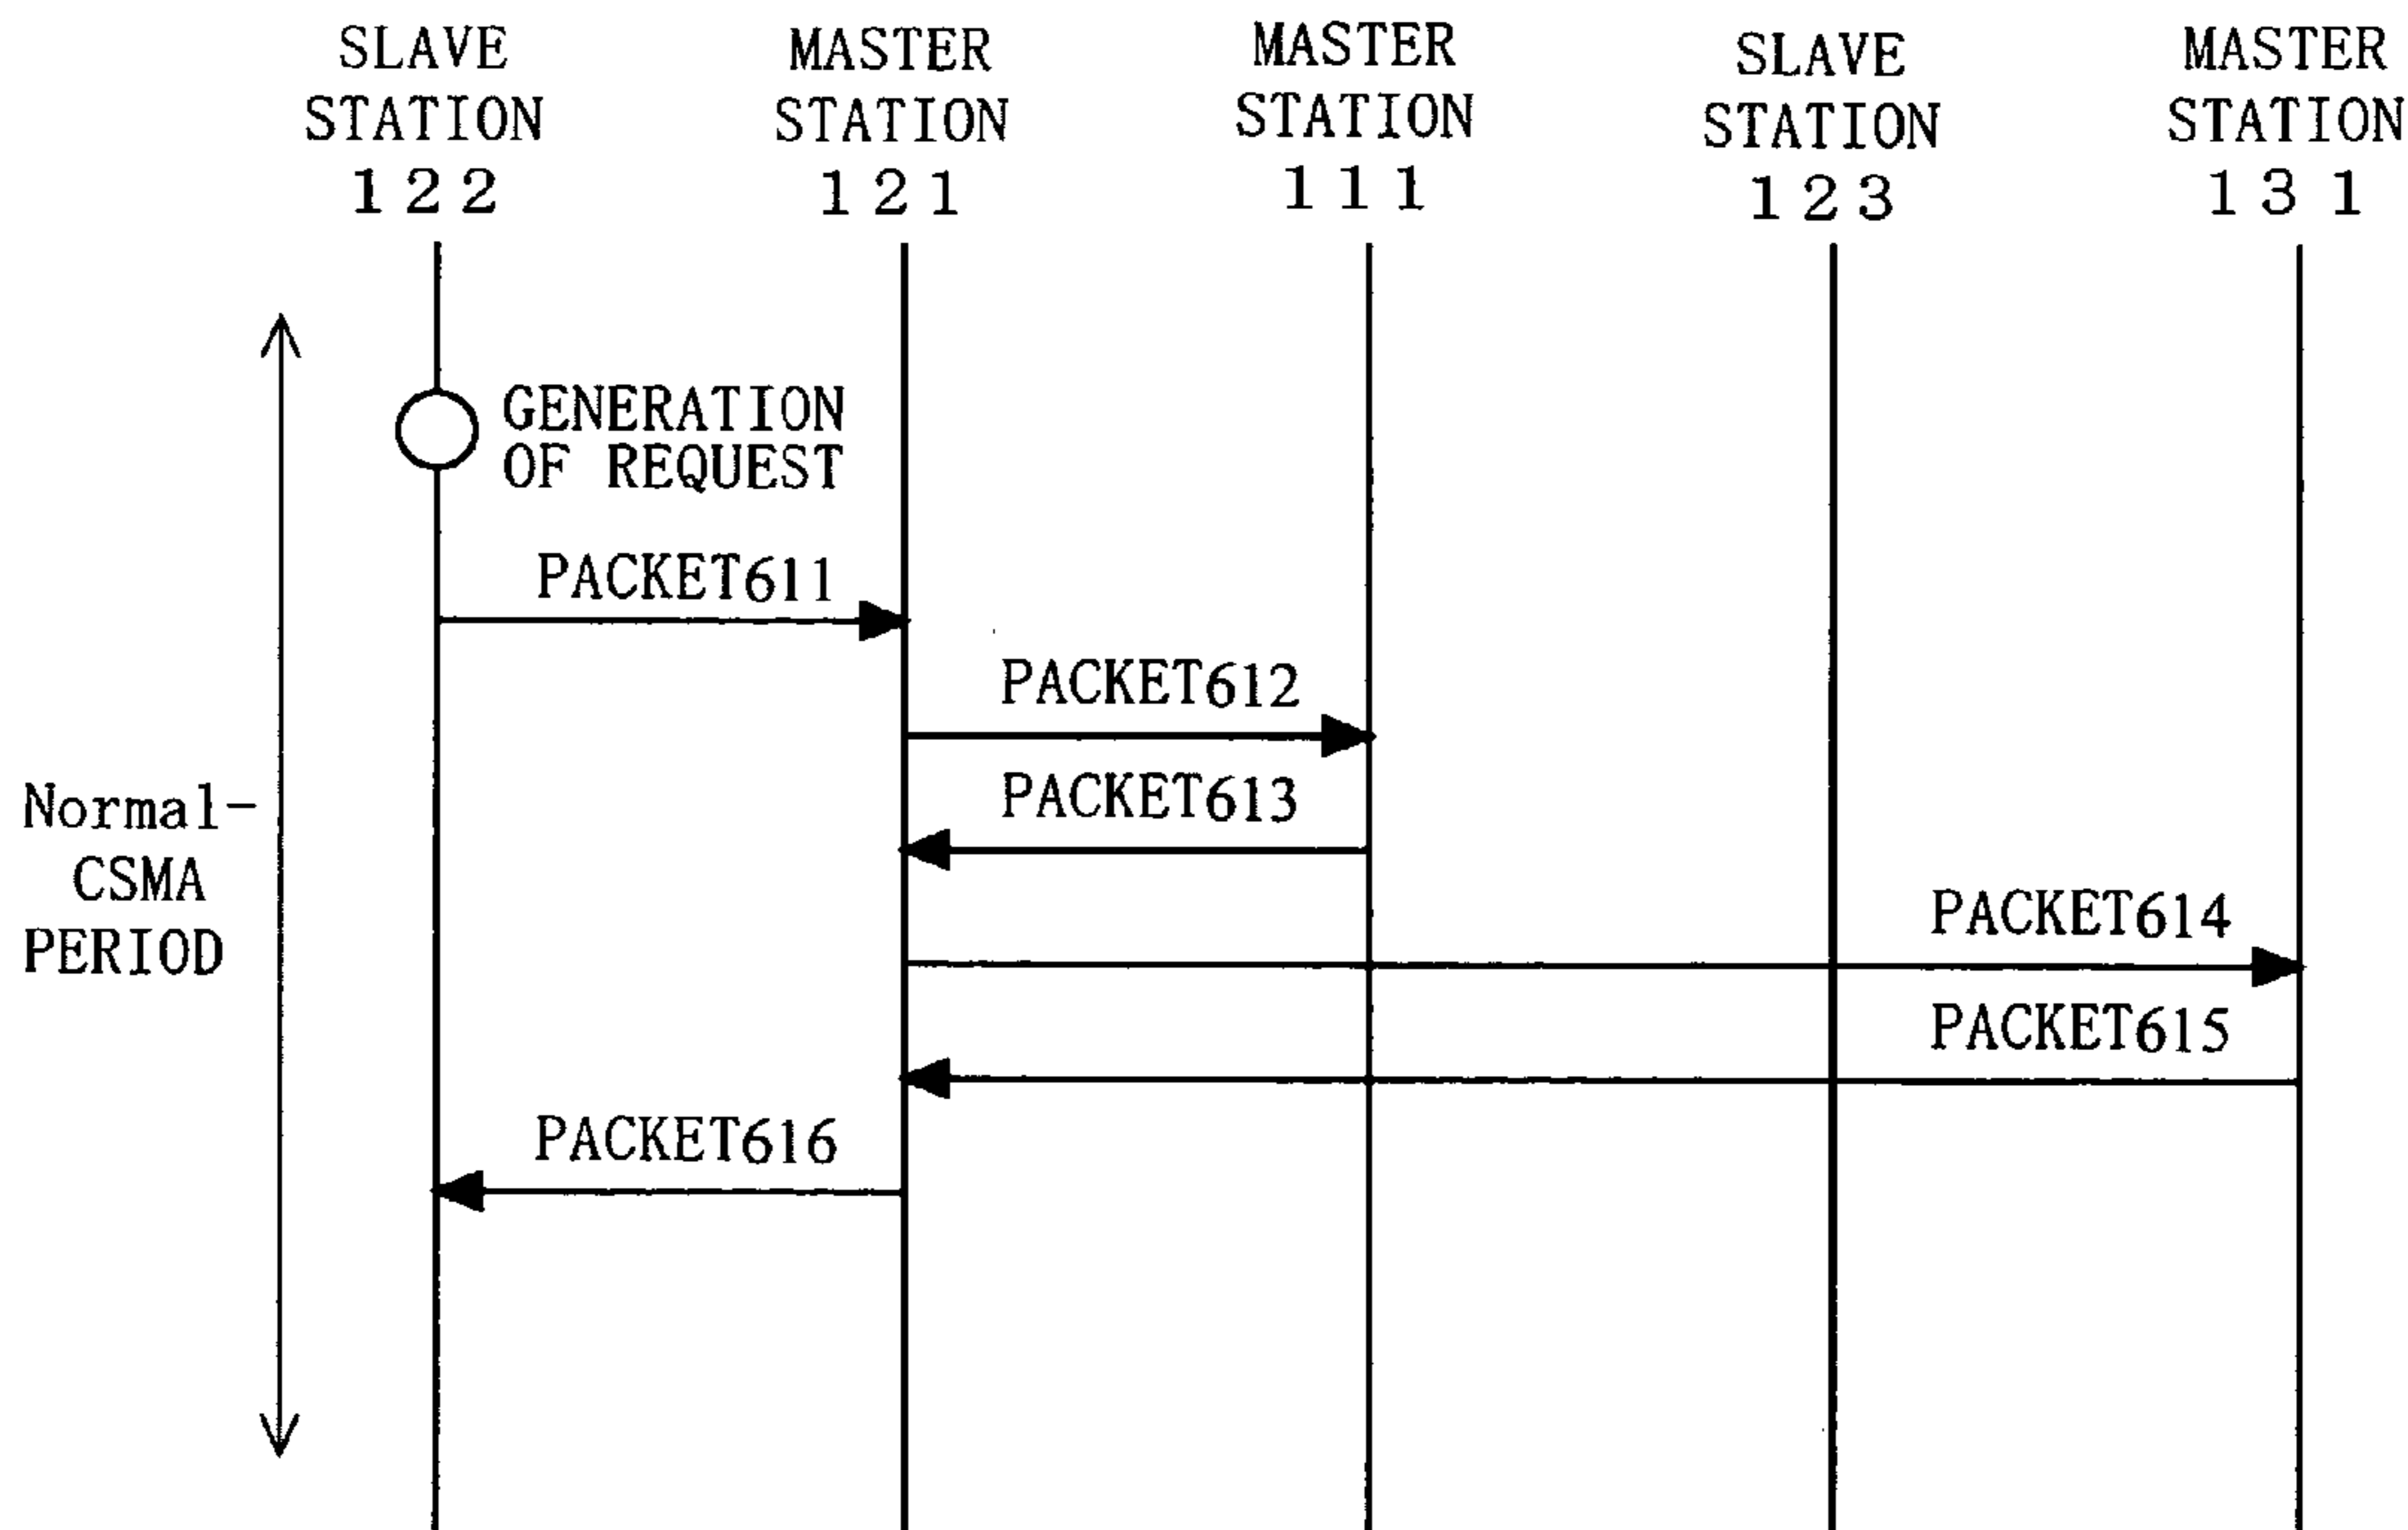 SLAVE
STATION
122
MASTER
STATION
121
MASTER
STATION
111
SLAVE
STATION
123
MASTER
STATION
131
GENERATION
OF REQUEST
PACKET611
PACKET612
PACKET613
Normal-
CSMA
PERIOD
PACKET614
PACKET615
PACKET616